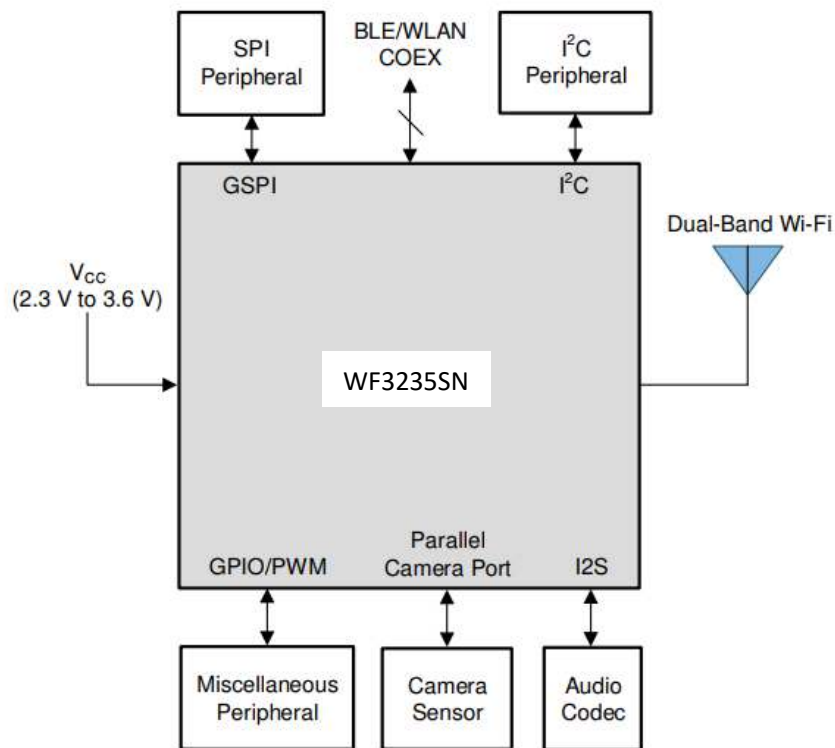 SPI
Peripheral
BLE/WLAN
COEX
I²C
Peripheral
GSPI
I²C
Dual-Band Wi-Fi
V_CC
(2.3 V to 3.6 V)
WF3235SN
GPIO/PWM
Parallel
Camera Port
I2S
Miscellaneous
Peripheral
Camera
Sensor
Audio
Codec